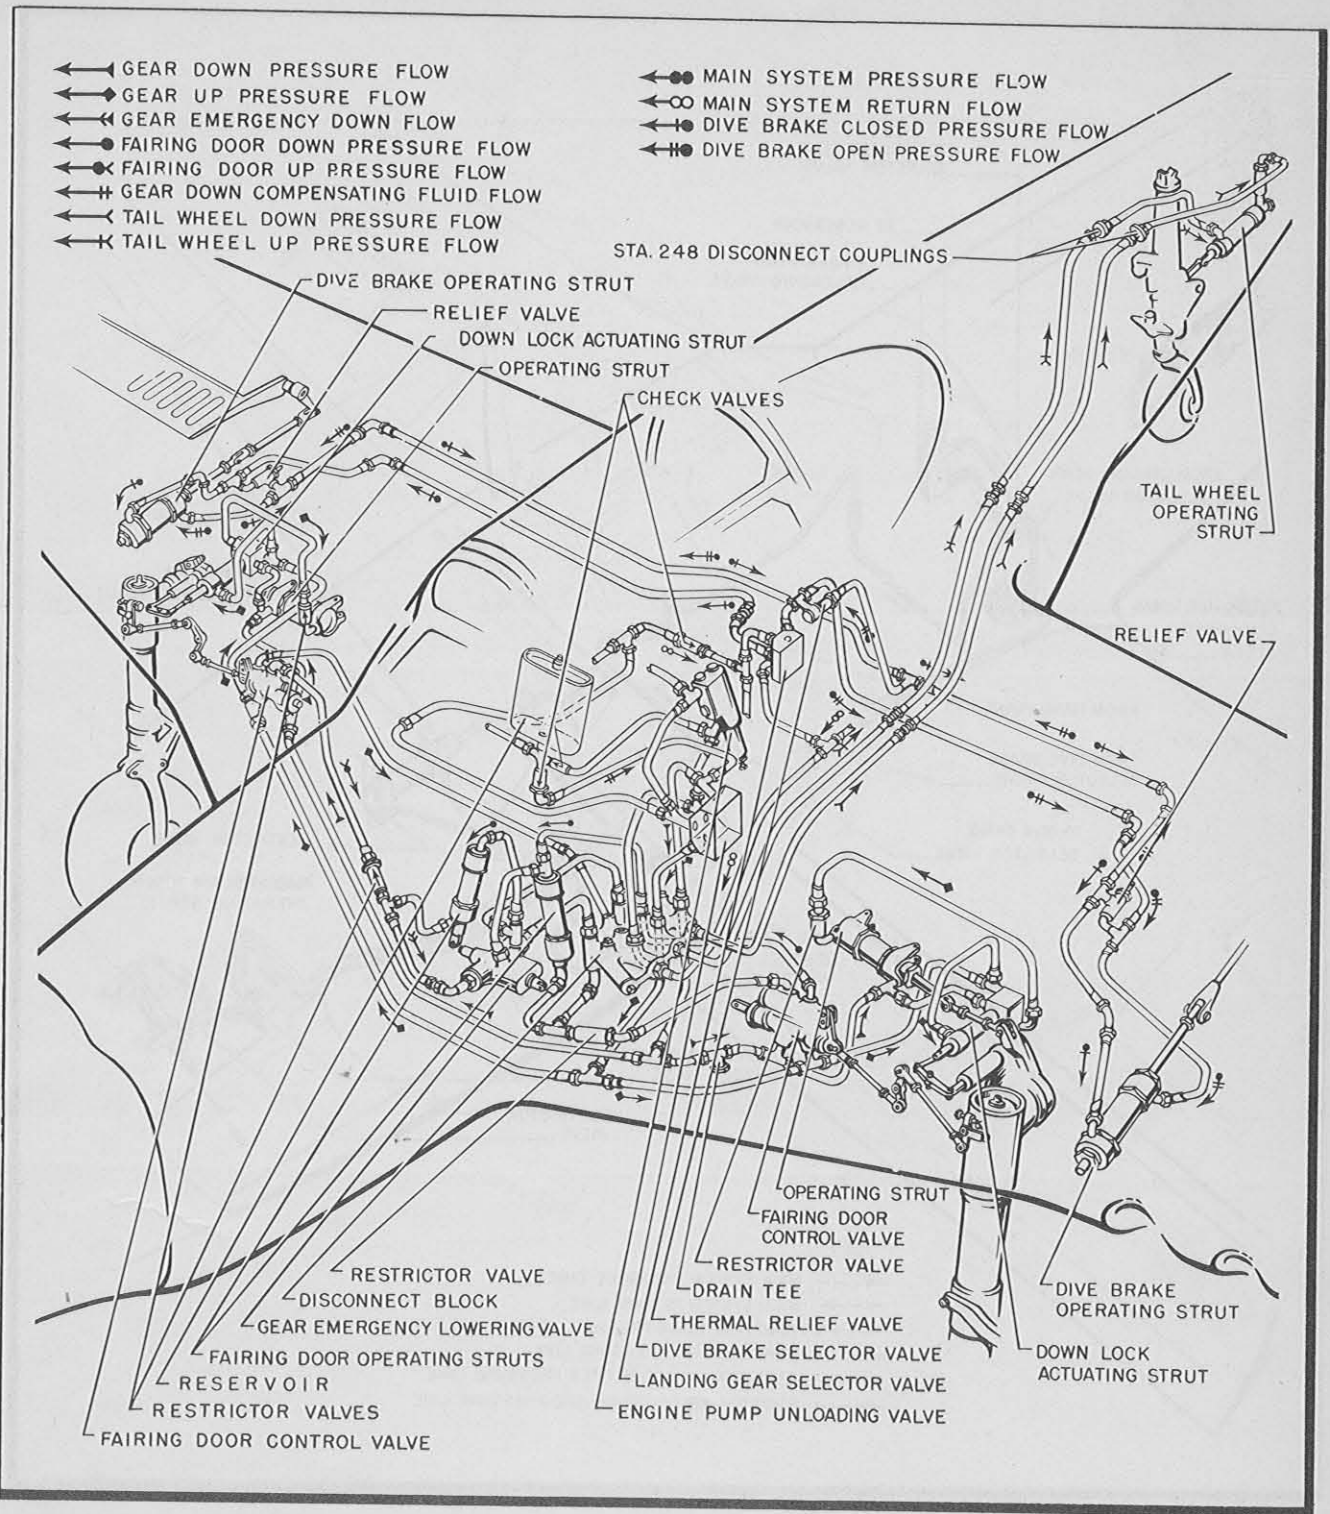 GEAR DOWN PRESSURE FLOW
GEAR UP PRESSURE FLOW
GEAR EMERGENCY DOWN FLOW
FAIRING DOOR DOWN PRESSURE FLOW
FAIRING DOOR UP PRESSURE FLOW
GEAR DOWN COMPENSATING FLUID FLOW
TAIL WHEEL DOWN PRESSURE FLOW
TAIL WHEEL UP PRESSURE FLOW
MAIN SYSTEM PRESSURE FLOW
MAIN SYSTEM RETURN FLOW
DIVE BRAKE CLOSED PRESSURE FLOW
DIVE BRAKE OPEN PRESSURE FLOW
STA. 248 DISCONNECT COUPLINGS
DIVE BRAKE OPERATING STRUT
RELIEF VALVE
DOWN LOCK ACTUATING STRUT
OPERATING STRUT
CHECK VALVES
TAIL WHEEL
OPERATING
STRUT
RELIEF VALVE
OPERATING STRUT
FAIRING DOOR
CONTROL VALVE
RESTRICTOR VALVE
DRAIN TEE
THERMAL RELIEF VALVE
DIVE BRAKE SELECTOR VALVE
LANDING GEAR SELECTOR VALVE
ENGINE PUMP UNLOADING VALVE
DIVE BRAKE
OPERATING STRUT
DOWN LOCK
ACTUATING STRUT
RESTRICTOR VALVE
DISCONNECT BLOCK
GEAR EMERGENCY LOWERING VALVE
FAIRING DOOR OPERATING STRUTS
RESERVOIR
RESTRICTOR VALVES
FAIRING DOOR CONTROL VALVE